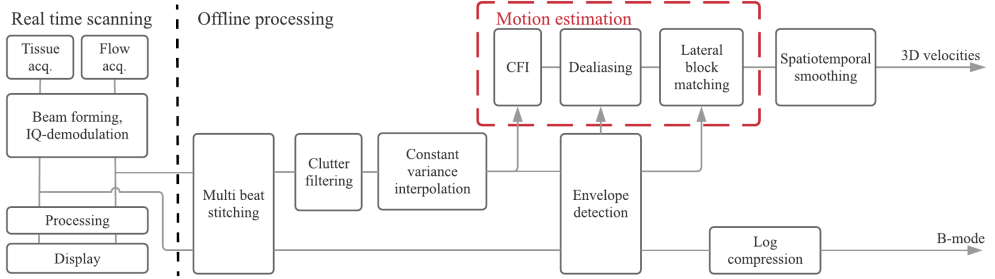 Real time scanning
Offline processing
Motion estimation
Tissue
acq.
Flow
acq.
CFI
Dealiasing
Lateral
block
matching
Spatiotemporal
smoothing
3D velocities
Beam forming,
IQ-demodulation
Multi beat
stitching
Clutter
filtering
Constant
variance
interpolation
Envelope
detection
Processing
Display
Log
compression
B-mode